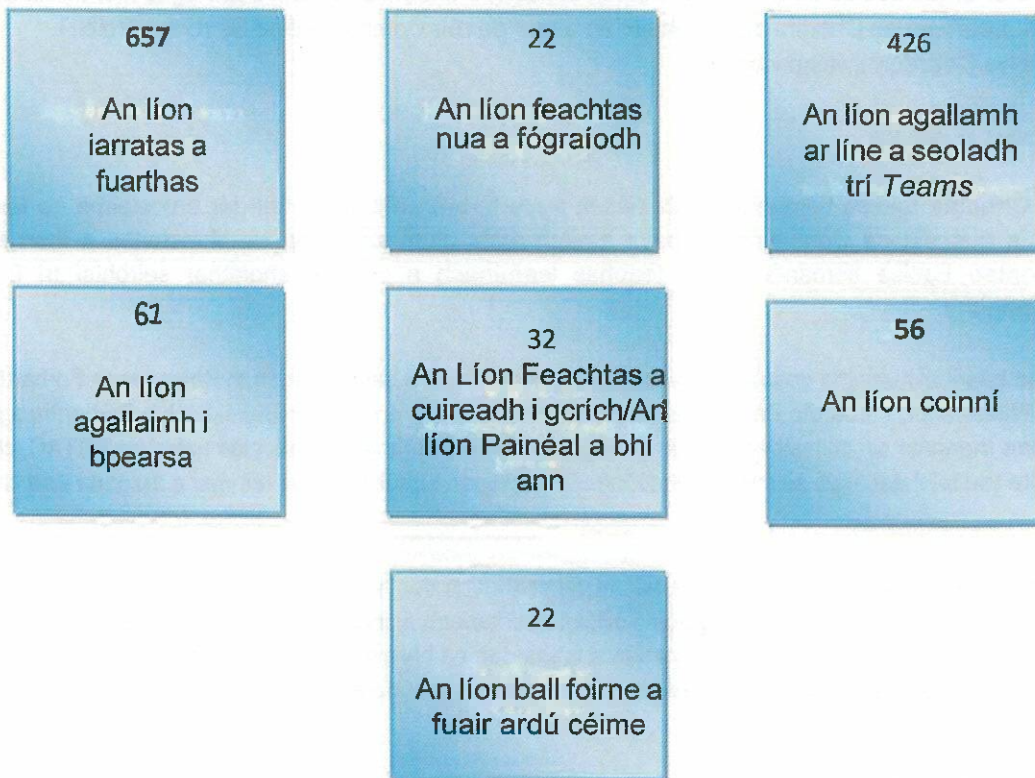 657
An líon
iarratas a
fuarthas
22
An líon feachtas
nua a fógraíodh
426
An líon agallamh
ar líne a seoladh
trí Teams
61
An líon
agallaimh i
bpearsa
32
An Líon Feachtas a
cuireadh i gcrích/An
líon Painéal a bhí
ann
56
An líon coinní
22
An líon ball foirne a
fuair ardú céime